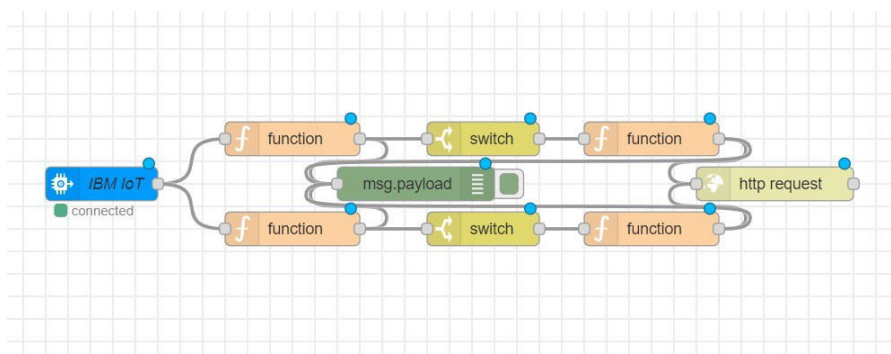 function switch function
IBM IoT msg.payload http request
connected
function switch function